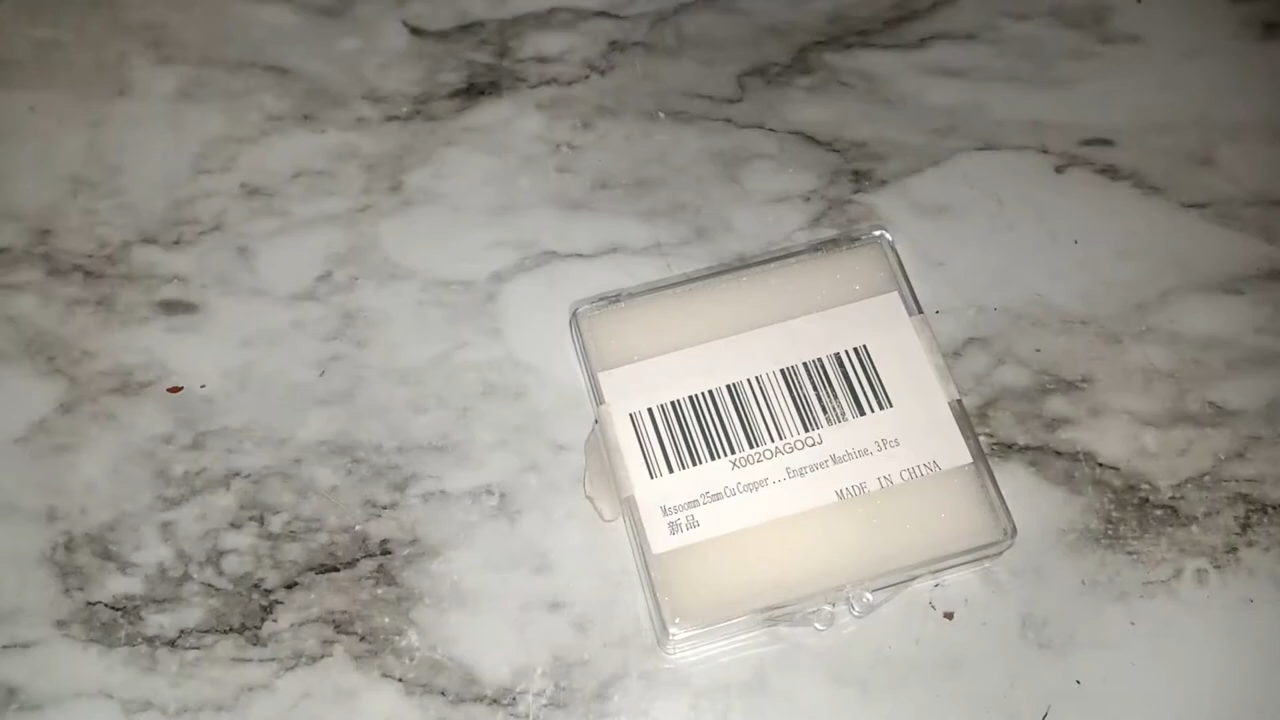 X002OAGOQJ
Mssoomm 25mm Cu Copper ...Engraver Machine, 3 Pcs
新品
MADE IN CHINA